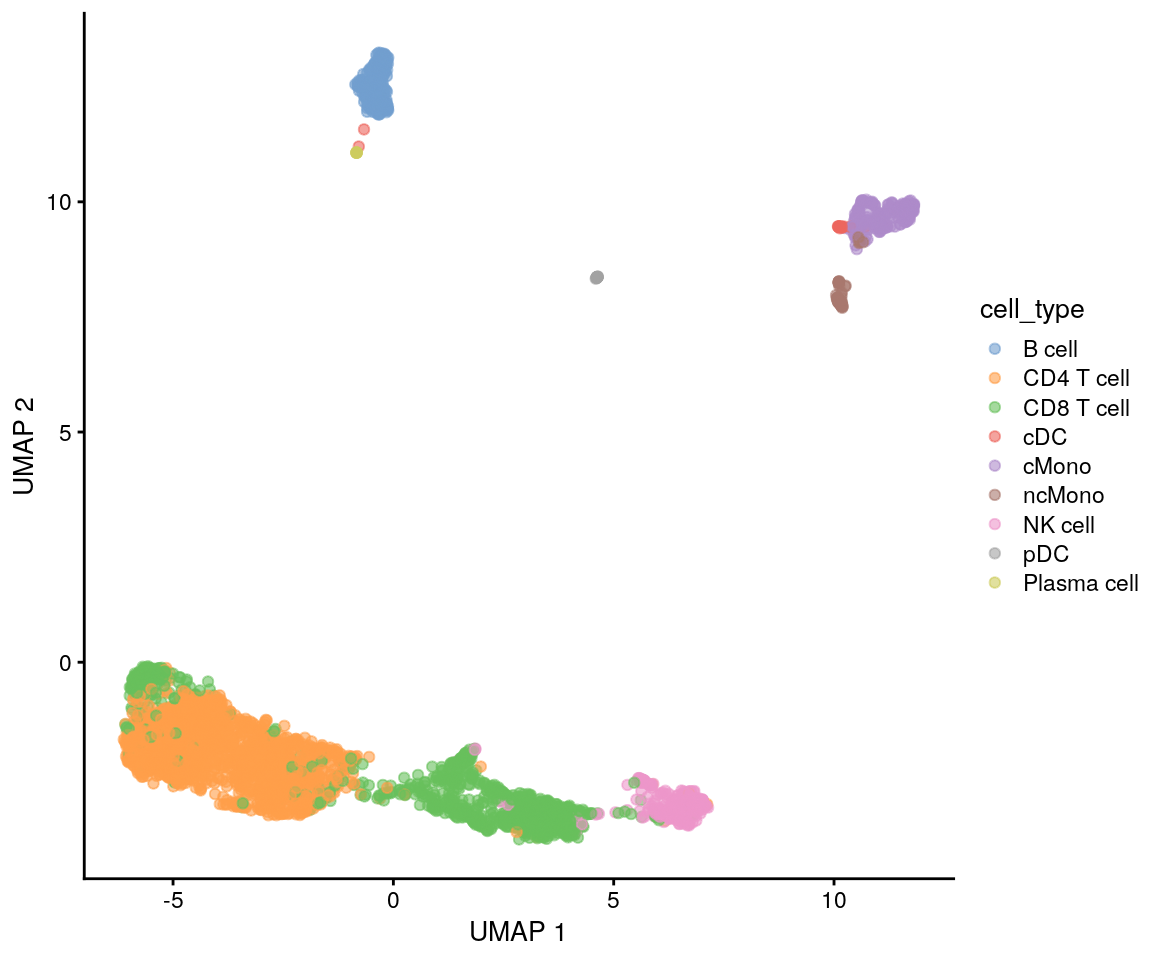 10
5
0
-5
0
5
10
UMAP 1
UMAP 2
cell_type
B cell
CD4 T cell
CD8 T cell
cDC
cMono
ncMono
NK cell
pDC
Plasma cell